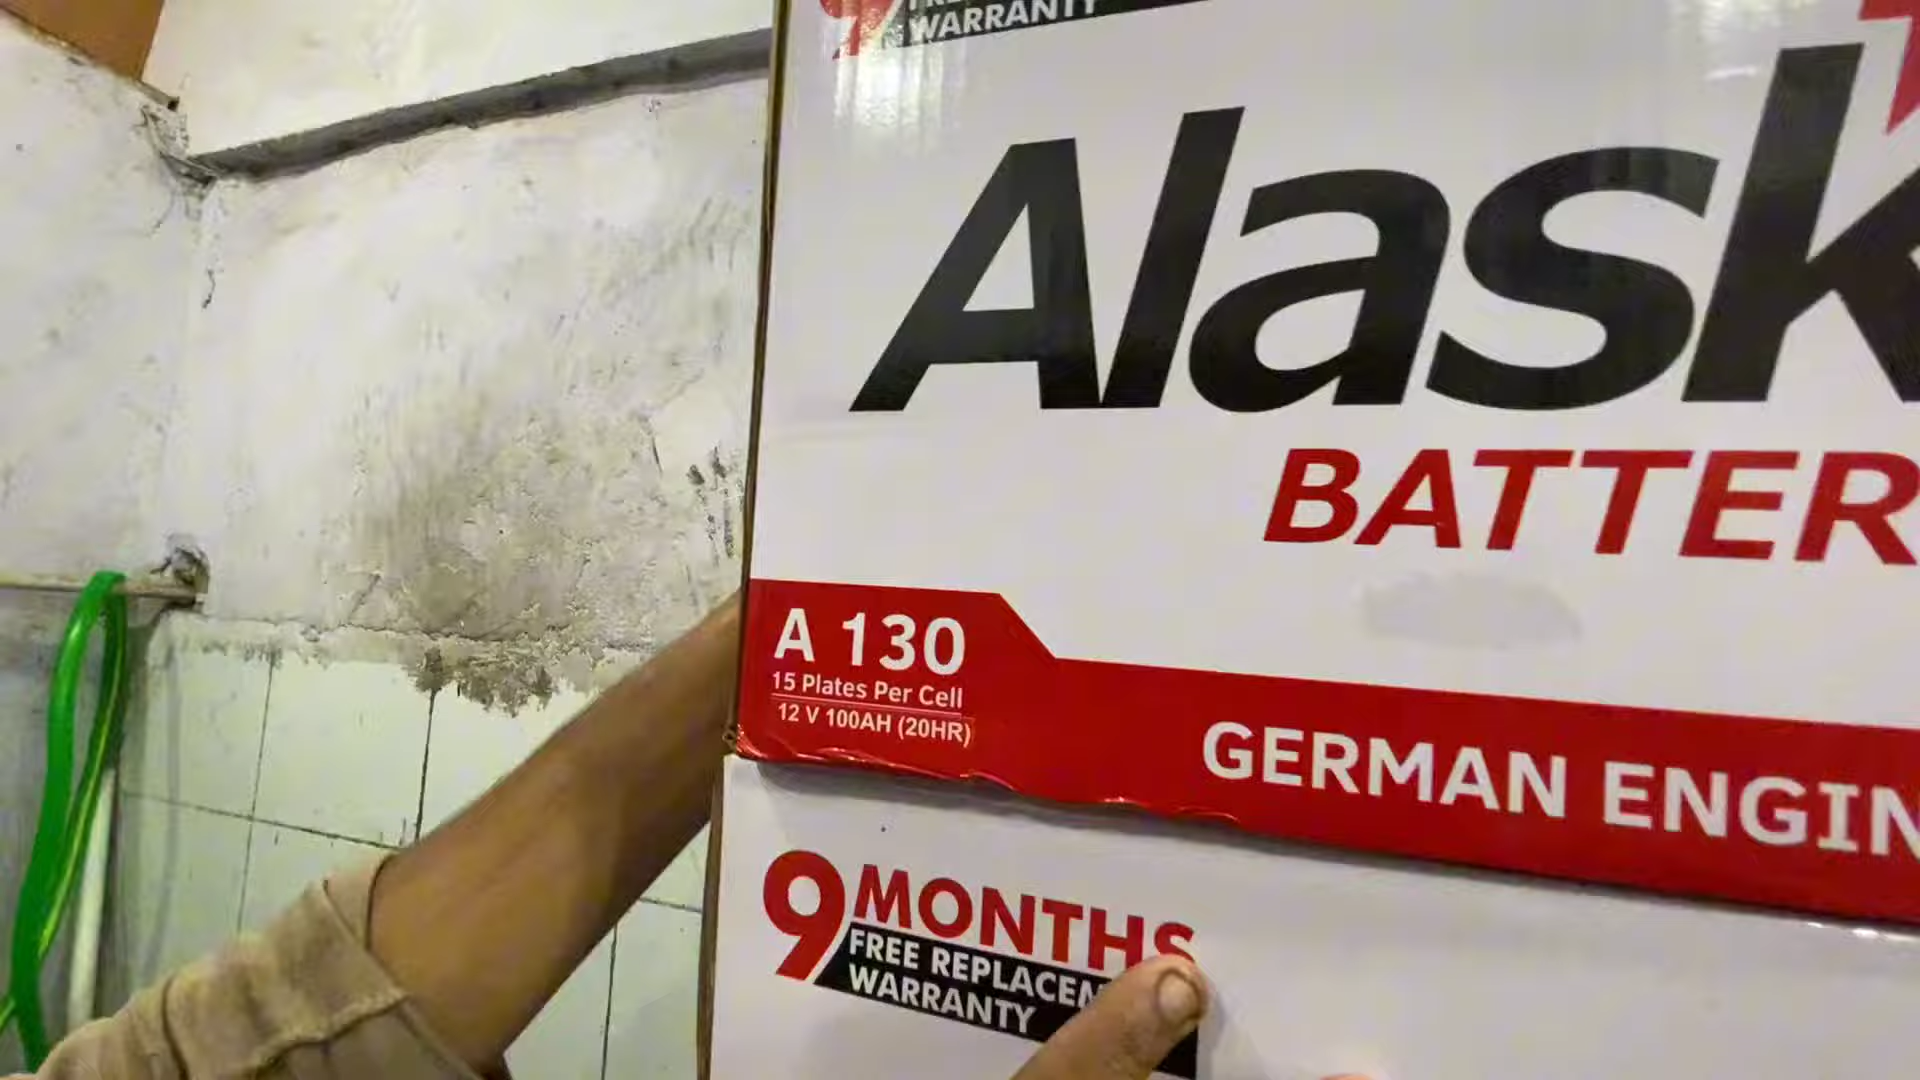 WARRANTY
Alask
BATTER
A 130
15 Plates Per Cell
12 V 100AH (20HR)
GERMAN ENGIN
9 MONTHS
FREE REPLACEM
WARRANTY